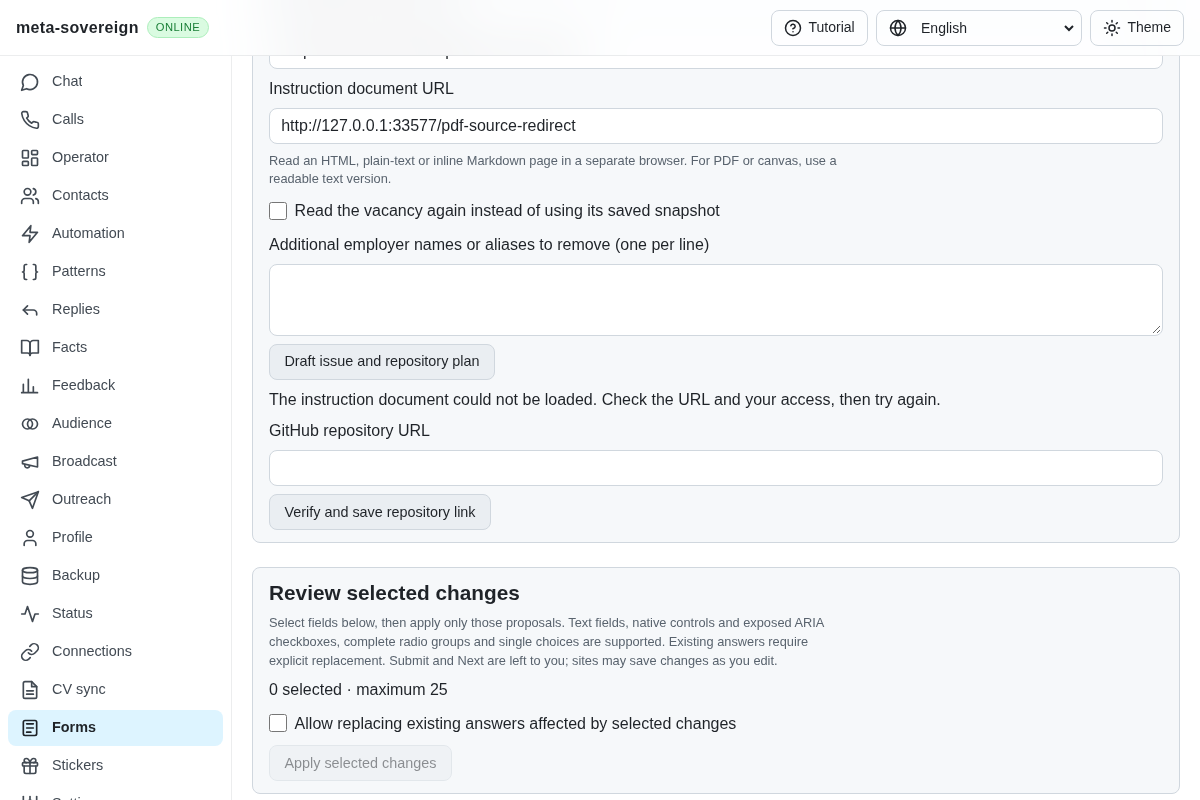 meta-sovereign ONLINE Tutorial English Theme
Chat
Calls
Operator
Contacts
Automation
Patterns
Replies
Facts
Feedback
Audience
Broadcast
Outreach
Profile
Backup
Status
Connections
CV sync
Forms
Stickers
Instruction document URL
http://127.0.0.1:33577/pdf-source-redirect
Read an HTML, plain-text or inline Markdown page in a separate browser. For PDF or canvas, use a
readable text version.
Read the vacancy again instead of using its saved snapshot
Additional employer names or aliases to remove (one per line)
Draft issue and repository plan
The instruction document could not be loaded. Check the URL and your access, then try again.
GitHub repository URL
Verify and save repository link
Review selected changes
Select fields below, then apply only those proposals. Text fields, native controls and exposed ARIA
checkboxes, complete radio groups and single choices are supported. Existing answers require
explicit replacement. Submit and Next are left to you; sites may save changes as you edit.
0 selected · maximum 25
Allow replacing existing answers affected by selected changes
Apply selected changes